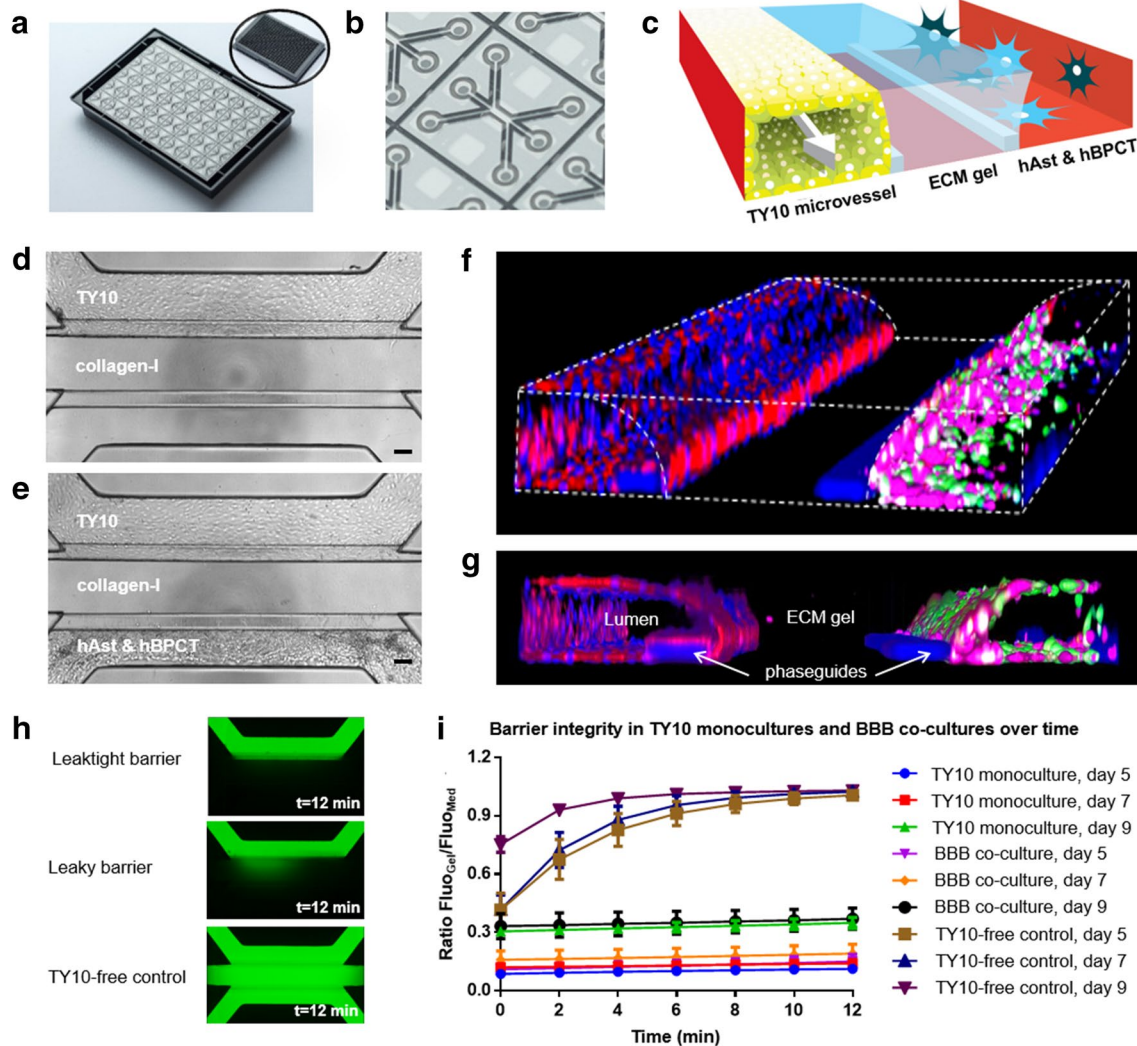 a
b
c
TY10 microvessel
ECM gel
hAst & hBPCT
d
TY10
collagen-I
e
TY10
collagen-I
hAst & hBPCT
f
g
Lumen
ECM gel
phaseguides
h
Leaktight barrier
t=12 min
Leaky barrier
t=12 min
TY10-free control
t=12 min
i
Barrier integrity in TY10 monocultures and BBB co-cultures over time
Ratio FluoGel/FluoMed
1.2
0.9
0.6
0.3
0.0
0 2 4 6 8 10 12
Time (min)
TY10 monoculture, day 5
TY10 monoculture, day 7
TY10 monoculture, day 9
BBB co-culture, day 5
BBB co-culture, day 7
BBB co-culture, day 9
TY10-free control, day 5
TY10-free control, day 7
TY10-free control, day 9